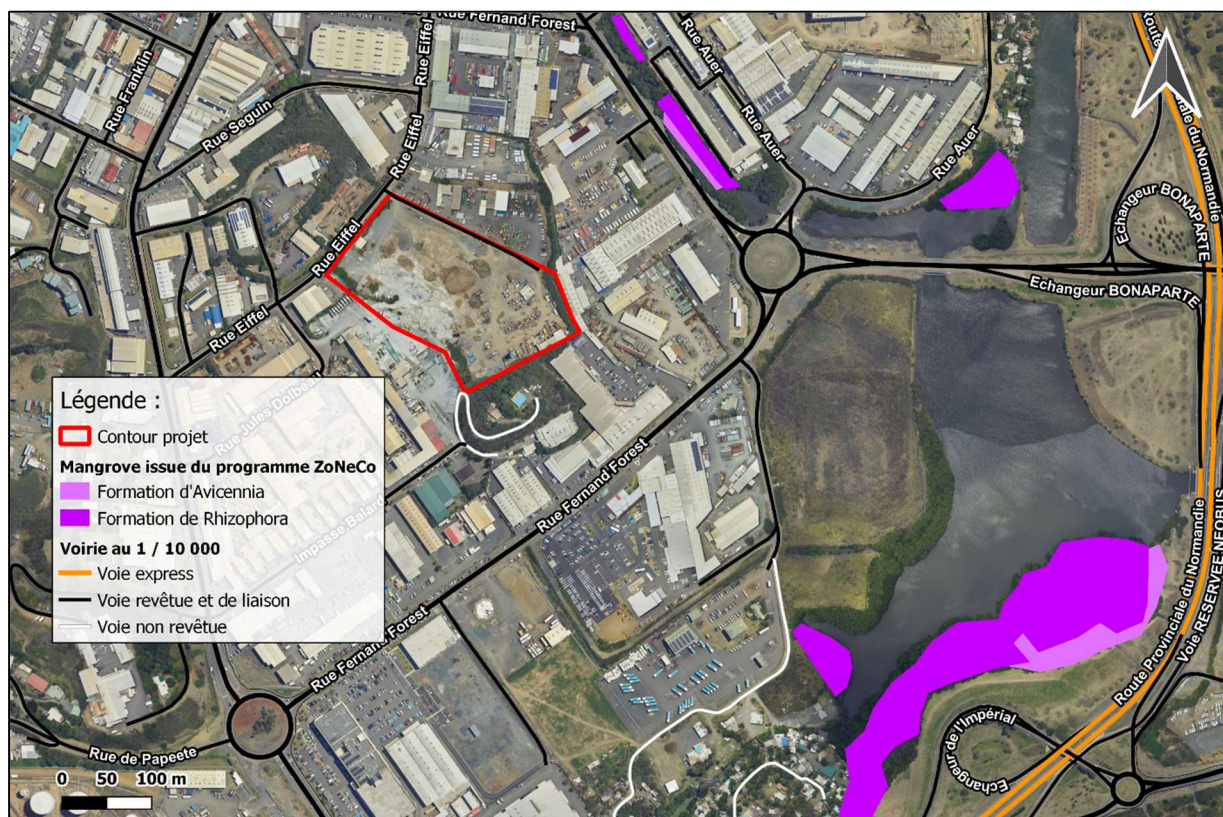 Rue Fernand Forest
Route
Rue Franklin
Rue Eiffel
Rue Auer
Rue Seguin
Rue Eiffel
Rue Auer
Rue Auer
ale du Normandie
Echangeur BONAPARTE
Rue Eiffel
Echangeur BONAPARTE
Rue Eiffel
Légende :
Contour projet
Mangrove issue du programme ZoNeCo
Formation d'Avicennia
Formation de Rhizophora
Voirie au 1 / 10 000
Voie express
Voie revêtue et de liaison
Voie non revêtue
Rue Jules Dolbeau
Impasse Balard
Rue Fernand Forest
Rue Fernand Forest
Route Provinciale du Normandie
Voie RESERVEE NEOBUS
Echangeur de l'Impérial
Rue de Papeete
0 50 100 m